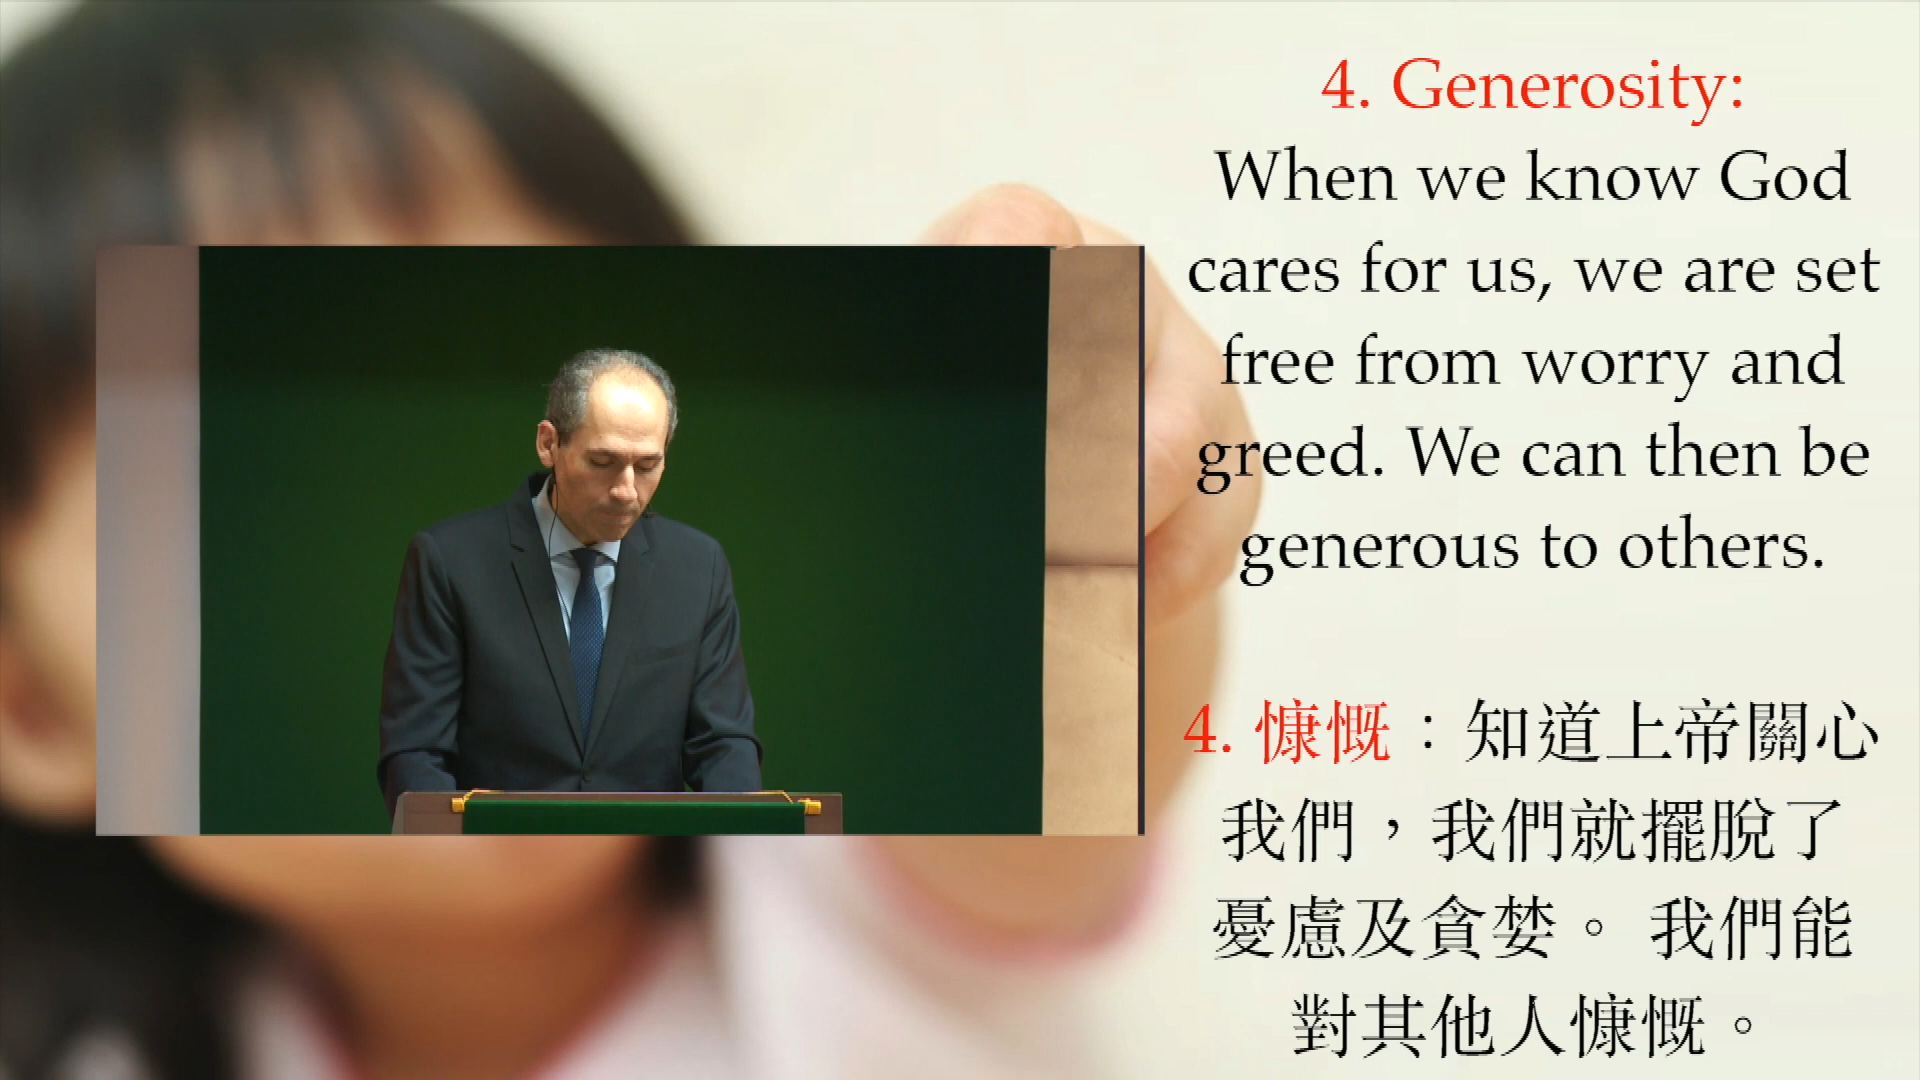 4. Generosity:
When we know God
cares for us, we are set
free from worry and
greed. We can then be
generous to others.
4. 慷慨：知道上帝關心
我們，我們就擺脫了
憂慮及貪婪。 我們能
對其他人慷慨。